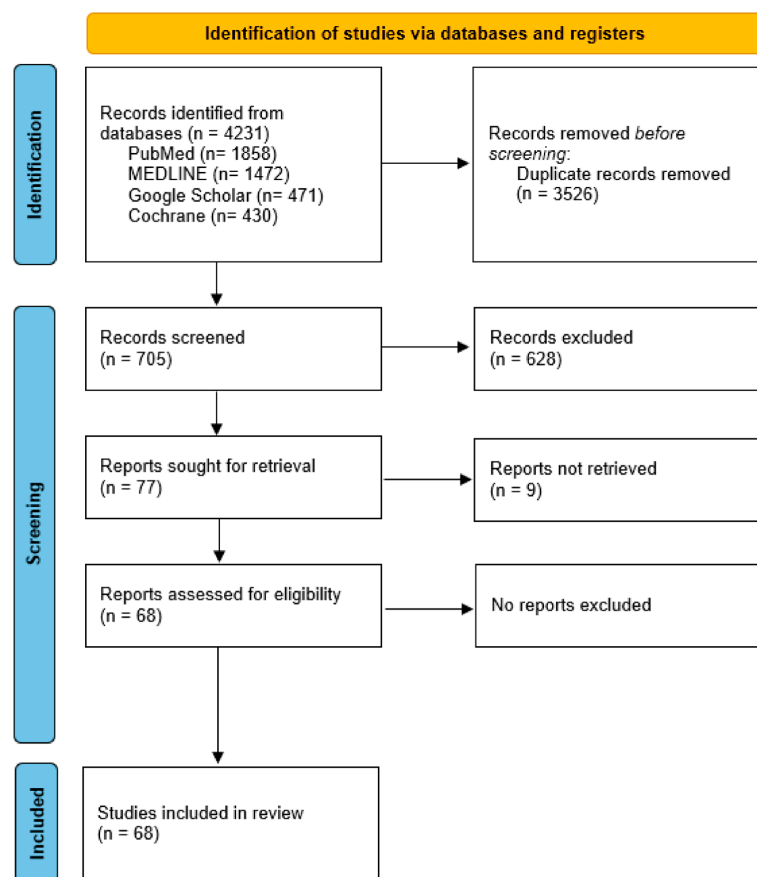 Identification of studies via databases and registers
Identification
Records identified from
databases (n = 4231)
PubMed (n= 1858)
MEDLINE (n= 1472)
Google Scholar (n= 471)
Cochrane (n= 430)
Records removed before
screening:
Duplicate records removed
(n = 3526)
Screening
Records screened
(n = 705)
Records excluded
(n = 628)
Reports sought for retrieval
(n = 77)
Reports not retrieved
(n = 9)
Reports assessed for eligibility
(n = 68)
No reports excluded
Included
Studies included in review
(n = 68)